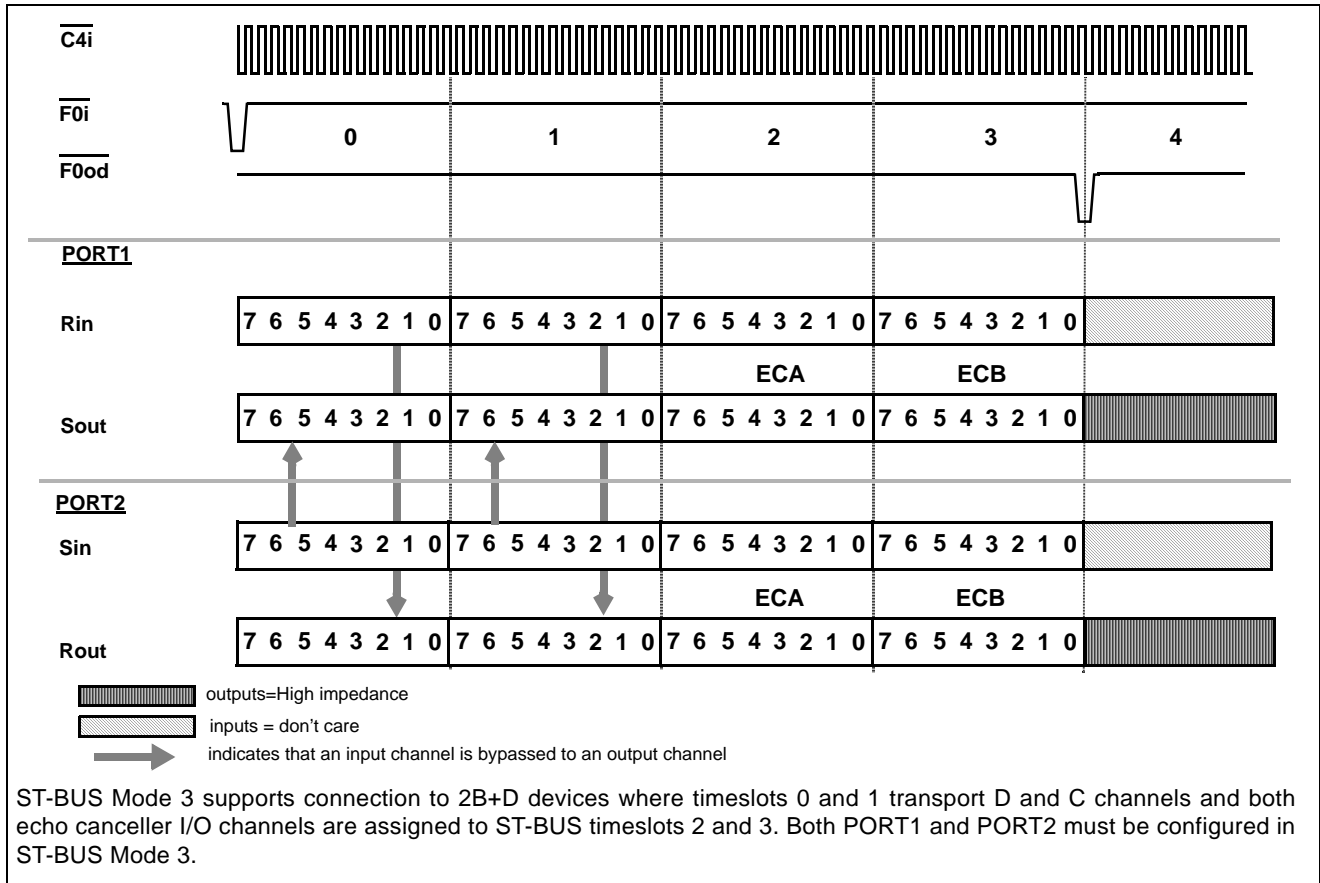 C4i
F0i
0 1 2 3 4
F0od
PORT1
Rin
7 6 5 4 3 2 1 0 7 6 5 4 3 2 1 0 7 6 5 4 3 2 1 0 7 6 5 4 3 2 1 0
ECA ECB
Sout
7 6 5 4 3 2 1 0 7 6 5 4 3 2 1 0 7 6 5 4 3 2 1 0 7 6 5 4 3 2 1 0
PORT2
Sin
7 6 5 4 3 2 1 0 7 6 5 4 3 2 1 0 7 6 5 4 3 2 1 0 7 6 5 4 3 2 1 0
ECA ECB
Rout
7 6 5 4 3 2 1 0 7 6 5 4 3 2 1 0 7 6 5 4 3 2 1 0 7 6 5 4 3 2 1 0
outputs=High impedance
inputs = don't care
indicates that an input channel is bypassed to an output channel
ST-BUS Mode 3 supports connection to 2B+D devices where timeslots 0 and 1 transport D and C channels and both
echo canceller I/O channels are assigned to ST-BUS timeslots 2 and 3. Both PORT1 and PORT2 must be configured in
ST-BUS Mode 3.